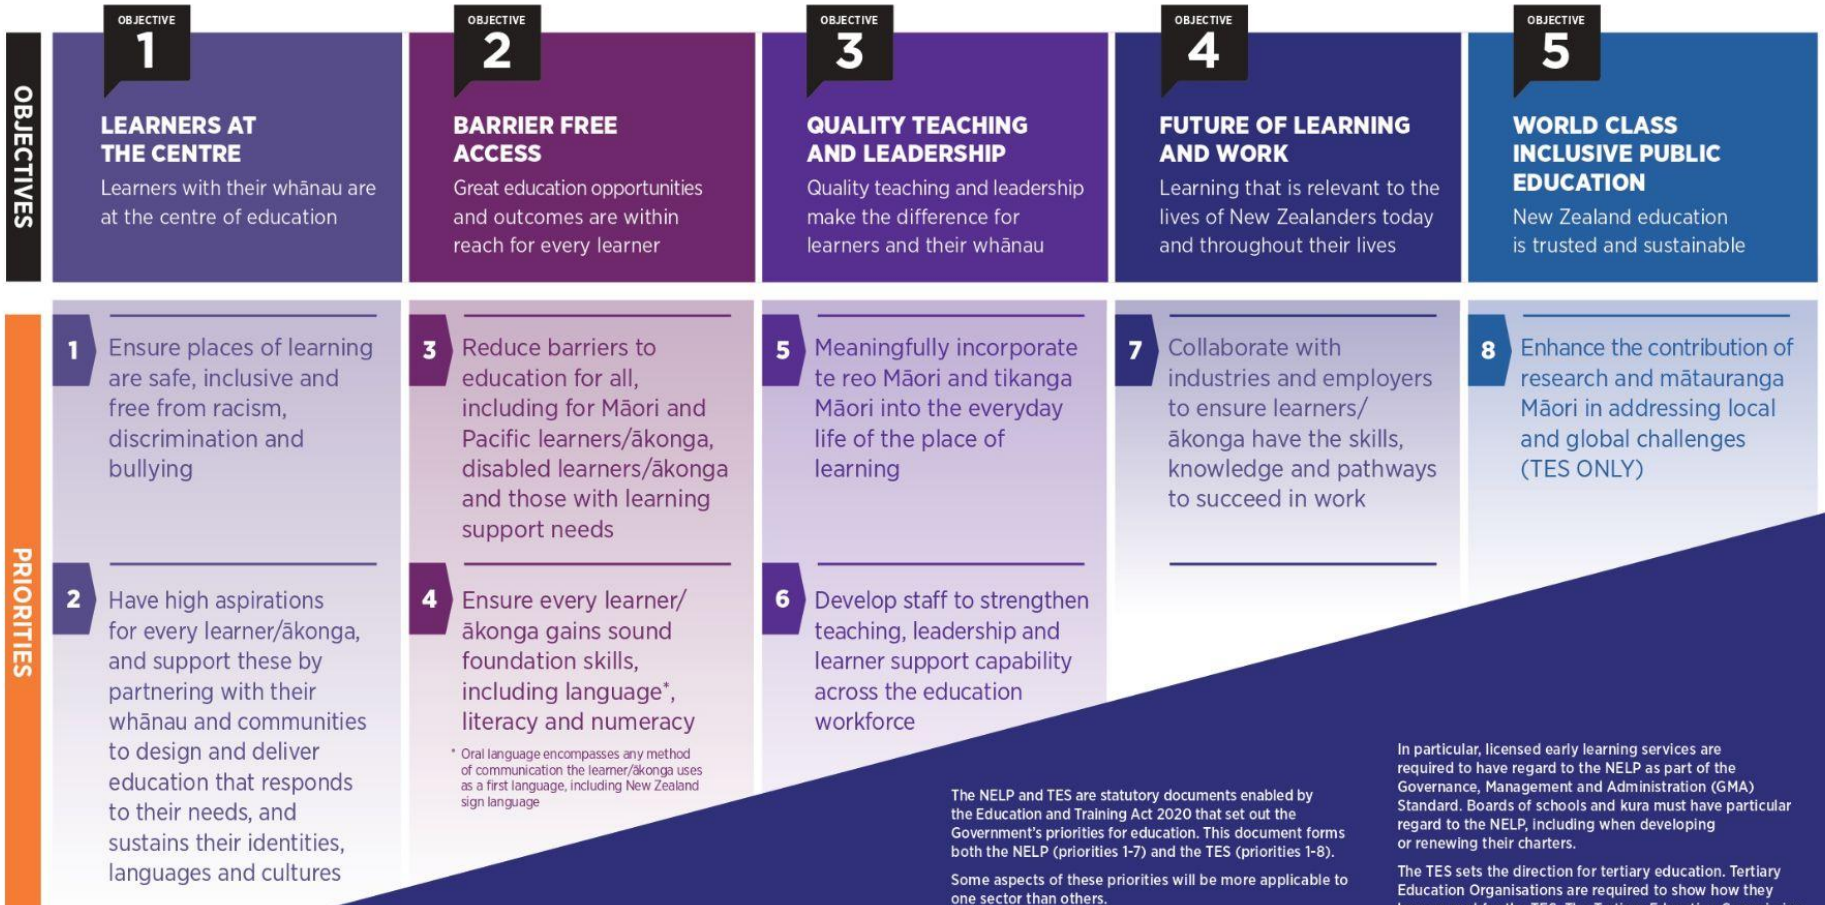 OBJECTIVES
OBJECTIVE
1
LEARNERS AT
THE CENTRE
Learners with their whānau are
at the centre of education
OBJECTIVE
2
BARRIER FREE
ACCESS
Great education opportunities
and outcomes are within
reach for every learner
OBJECTIVE
3
QUALITY TEACHING
AND LEADERSHIP
Quality teaching and leadership
make the difference for
learners and their whānau
OBJECTIVE
4
FUTURE OF LEARNING
AND WORK
Learning that is relevant to the
lives of New Zealanders today
and throughout their lives
OBJECTIVE
5
WORLD CLASS
INCLUSIVE PUBLIC
EDUCATION
New Zealand education
is trusted and sustainable
PRIORITIES
1
Ensure places of learning
are safe, inclusive and
free from racism,
discrimination and
bullying
2
Have high aspirations
for every learner/ākonga,
and support these by
partnering with their
whānau and communities
to design and deliver
education that responds
to their needs, and
sustains their identities,
languages and cultures
3
Reduce barriers to
education for all,
including for Māori and
Pacific learners/ākonga,
disabled learners/ākonga
and those with learning
support needs
4
Ensure every learner/
ākonga gains sound
foundation skills,
including language*,
literacy and numeracy
* Oral language encompasses any method
of communication the learner/ākonga uses
as a first language, including New Zealand
sign language
5
Meaningfully incorporate
te reo Māori and tikanga
Māori into the everyday
life of the place of
learning
6
Develop staff to strengthen
teaching, leadership and
learner support capability
across the education
workforce
7
Collaborate with
industries and employers
to ensure learners/
ākonga have the skills,
knowledge and pathways
to succeed in work
8
Enhance the contribution of
research and mātauranga
Māori in addressing local
and global challenges
(TES ONLY)
The NELP and TES are statutory documents enabled by
the Education and Training Act 2020 that set out the
Government's priorities for education. This document forms
both the NELP (priorities 1-7) and the TES (priorities 1-8).
Some aspects of these priorities will be more applicable to
one sector than others.
In particular, licensed early learning services are
required to have regard to the NELP as part of the
Governance, Management and Administration (GMA)
Standard. Boards of schools and kura must have particular
regard to the NELP, including when developing
or renewing their charters.
The TES sets the direction for tertiary education. Tertiary
Education Organisations are required to show how they